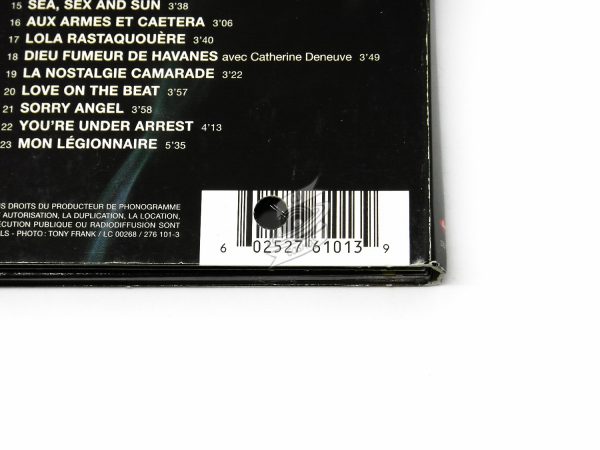 15 SEA, SEX AND SUN 3'38
16 AUX ARMES ET CAETERA 3'06
17 LOLA RASTAQUOUÈRE 3'40
18 DIEU FUMEUR DE HAVANES avec Catherine Deneuve 3'49
19 LA NOSTALGIE CAMARADE 3'22
20 LOVE ON THE BEAT 3'57
21 SORRY ANGEL 3'58
22 YOU'RE UNDER ARREST 4'13
23 MON LÉGIONNAIRE 5'35
DROITS DU PRODUCTEUR DE PHONOGRAMME
AUTORISATION, LA DUPLICATION, LA LOCATION,
PUBLIQUE OU RADIODIFFUSION SONT
- PHOTO : TONY FRANK / LC 00268 / 276 101-3
6 02527 61013 9